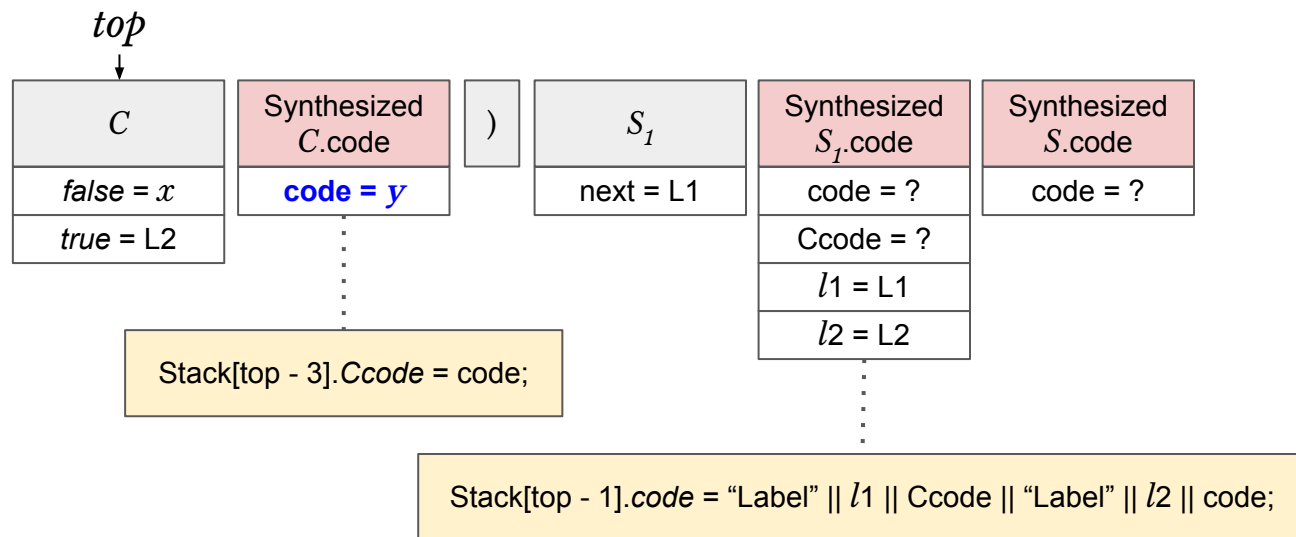 top
C
Synthesized
C.code
)
S1
Synthesized
S1.code
Synthesized
S.code
false = x
code = y
next = L1
code = ?
code = ?
true = L2
Ccode = ?
l1 = L1
l2 = L2
Stack[top - 3].Ccode = code;
Stack[top - 1].code = “Label” || l1 || Ccode || “Label” || l2 || code;